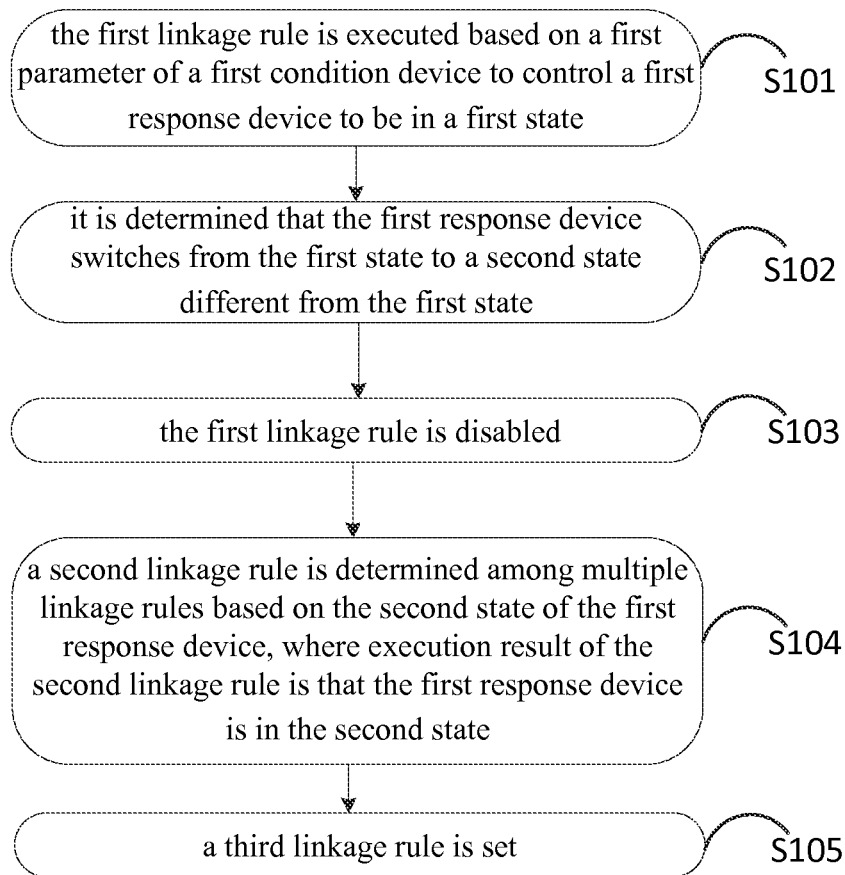 the first linkage rule is executed based on a first
parameter of a first condition device to control a first
response device to be in a first state
S101
it is determined that the first response device
switches from the first state to a second state
different from the first state
S102
the first linkage rule is disabled
S103
a second linkage rule is determined among multiple
linkage rules based on the second state of the first
response device, where execution result of the
second linkage rule is that the first response device
is in the second state
S104
a third linkage rule is set
S105